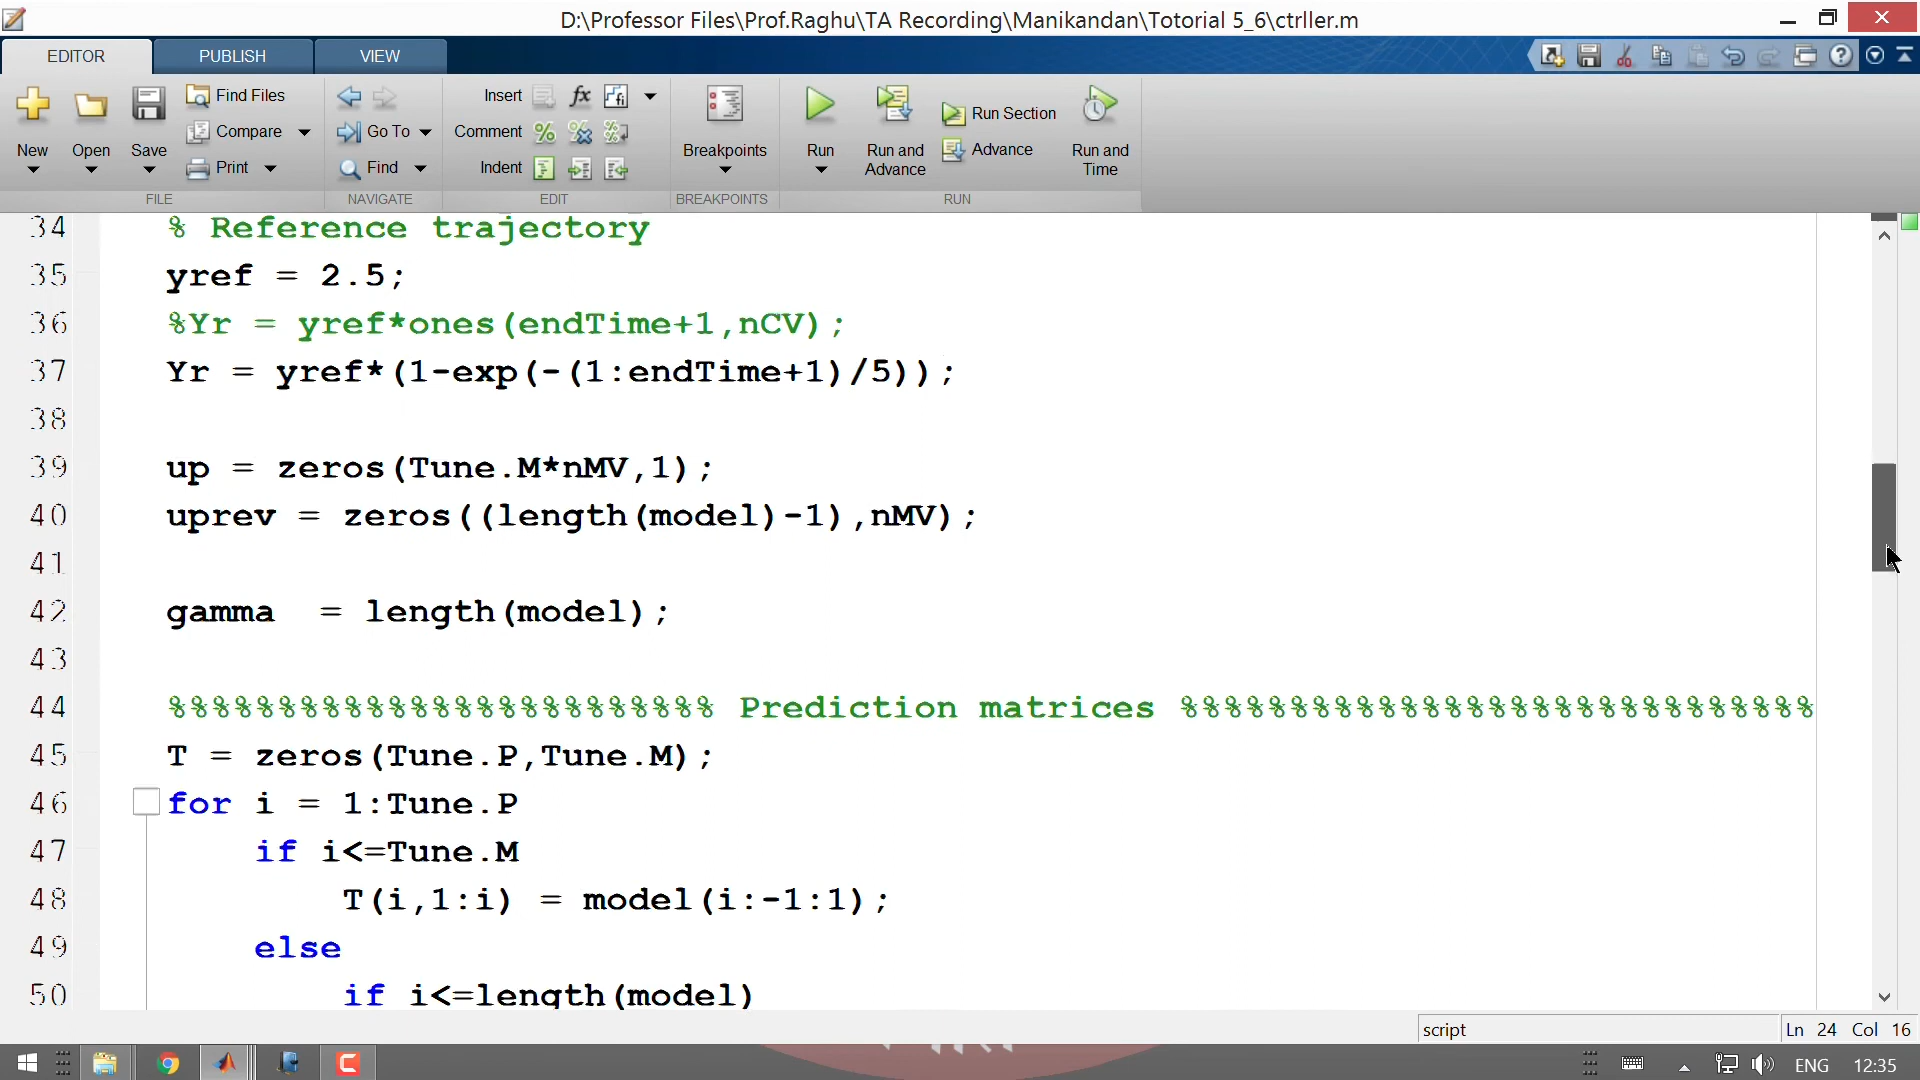 D:\Professor Files\Prof.Raghu\TA Recording\Manikandan\Totorial 5_6\ctrller.m
EDITOR PUBLISH VIEW
New Open Save Find Files Compare Print
Go To Find
Insert Comment Indent
Breakpoints
Run
Run and Advance
Run Section
Advance
Run and Time
FILE NAVIGATE EDIT BREAKPOINTS RUN
34 % Reference trajectory
35 yref = 2.5;
36 %Yr = yref*ones(endTime+1,nCV);
37 Yr = yref*(1-exp(-(1:endTime+1)/5));
38
39 up = zeros(Tune.M*nMV,1);
40 uprev = zeros((length(model)-1),nMV);
41
42 gamma = length(model);
43
44 %%%%%%%%%%%%%%%%%%%%%%%%% Prediction matrices %%%%%%%%%%%%%%%%%%%%%%%%%%%%%
45 T = zeros(Tune.P,Tune.M);
46 for i = 1:Tune.P
47 if i<=Tune.M
48 T(i,1:i) = model(i:-1:1);
49 else
50 if i<=length(model)
script Ln 24 Col 16
ENG 12:35